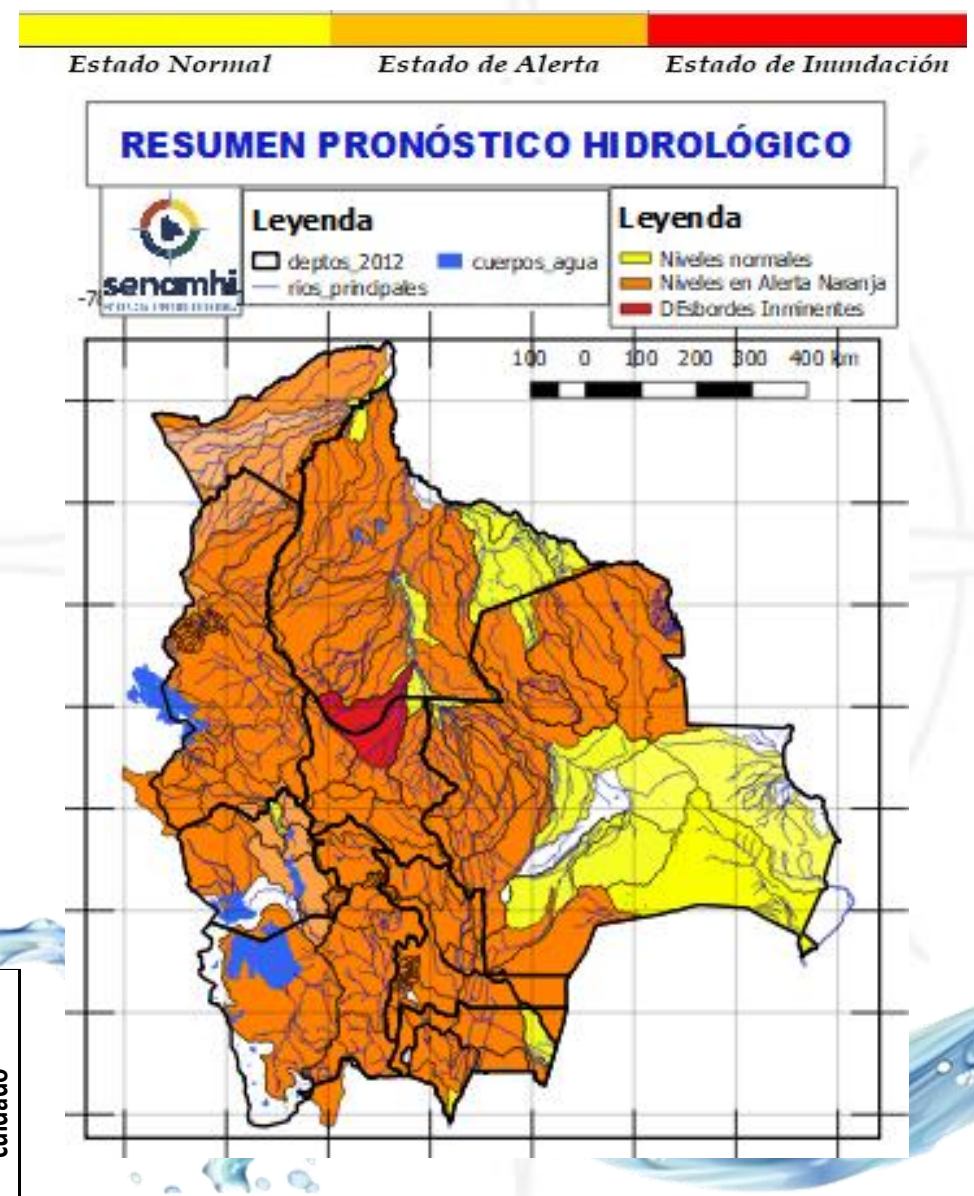 Estado Normal Estado de Alerta Estado de Inundación
RESUMEN PRONÓSTICO HIDROLÓGICO
senamhi
Leyenda
deptos_2012 cuerpos_agua
rios_principales
Leyenda
Niveles normales
Niveles en Alerta Naranja
DEsbordes Inminentes
100 0 100 200 300 400 km
cuidado